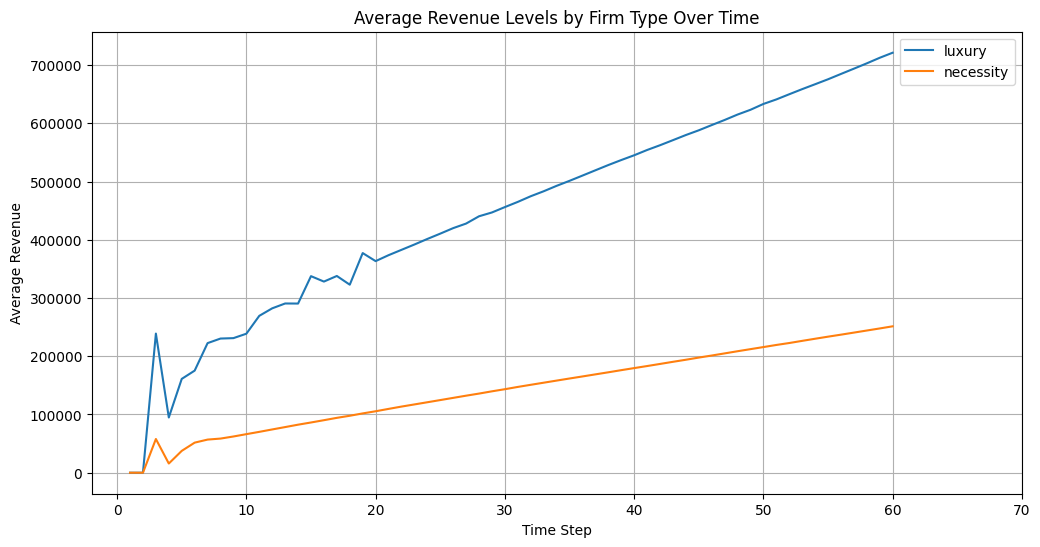 Average Revenue Levels by Firm Type Over Time
luxury
necessity
Average Revenue
700000
600000
500000
400000
300000
200000
100000
0
0 10 20 30 40 50 60 70
Time Step